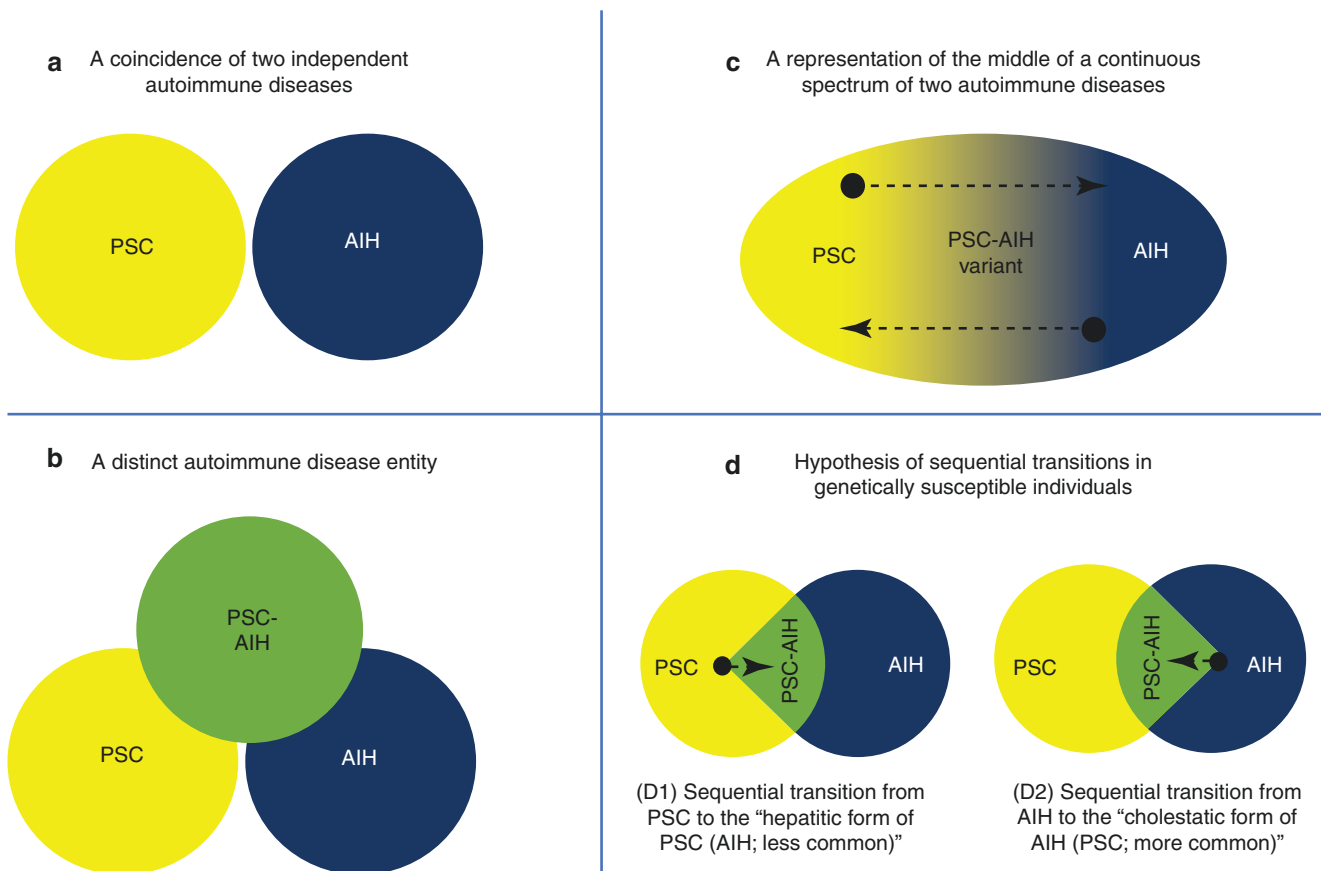 a A coincidence of two independent
autoimmune diseases
PSC
AIH
b A distinct autoimmune disease entity
PSC-
AIH
PSC
AIH
c A representation of the middle of a continuous
spectrum of two autoimmune diseases
PSC
PSC-AIH
variant
AIH
d Hypothesis of sequential transitions in
genetically susceptible individuals
PSC
PSC-AIH
AIH
(D1) Sequential transition from
PSC to the “hepatitic form of
PSC (AIH; less common)”
PSC
PSC-AIH
AIH
(D2) Sequential transition from
AIH to the “cholestatic form of
AIH (PSC; more common)”